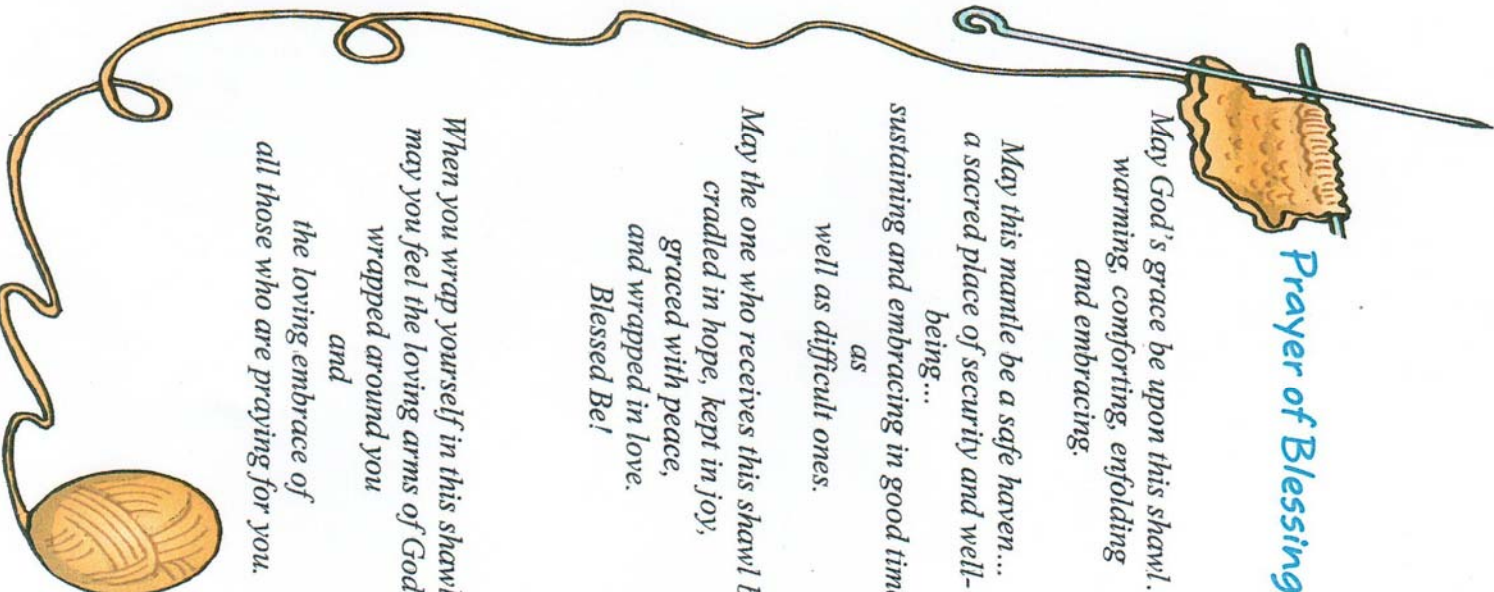 Prayer of Blessing
May God's grace be upon this shawl.
warming, comforting, enfolding
and embracing.
May this mantle be a safe haven...
a sacred place of security and well-
being...
sustaining and embracing in good
as
well as difficult ones.
May the one who receives this shawl
cradled in hope, kept in joy,
graced with peace,
and wrapped in love.
Blessed Be!
When you wrap yourself in this shawl
may you feel the loving arms of God
wrapped around you
and
the loving embrace of
all those who are praying for you.